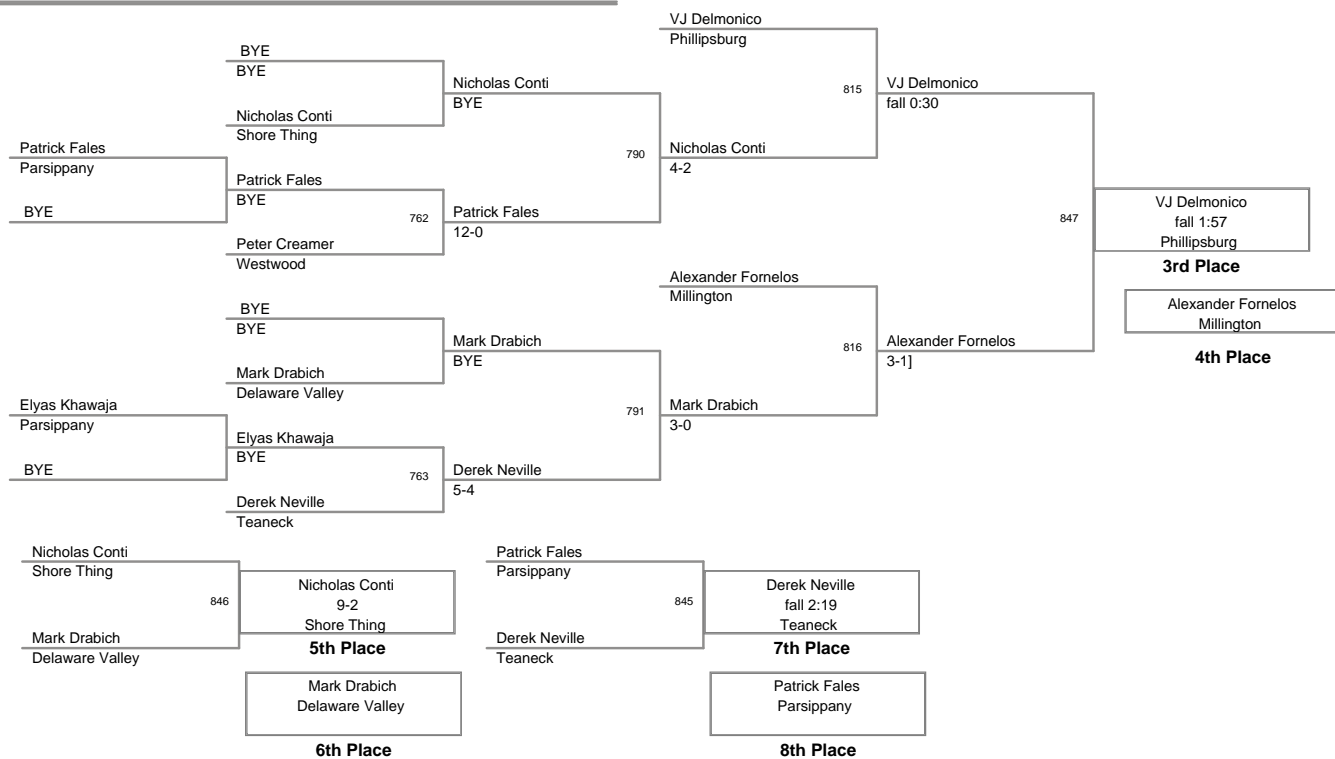 VJ Delmonico
Phillipsburg
BYE
BYE
Nicholas Conti
BYE
815
VJ Delmonico
fall 0:30
Nicholas Conti
Shore Thing
Patrick Fales
Parsippany
790
Nicholas Conti
4-2
Patrick Fales
BYE
BYE
762
Patrick Fales
12-0
847
VJ Delmonico
fall 1:57
Phillipsburg
3rd Place
Peter Creamer
Westwood
Alexander Fornelos
Millington
Alexander Fornelos
Millington
4th Place
BYE
BYE
Mark Drabich
BYE
816
Alexander Fornelos
3-1]
Mark Drabich
Delaware Valley
Elyas Khawaja
Parsippany
791
Mark Drabich
3-0
Elyas Khawaja
BYE
BYE
763
Derek Neville
5-4
Derek Neville
Teaneck
Nicholas Conti
Shore Thing
846
Nicholas Conti
9-2
Shore Thing
5th Place
Mark Drabich
Delaware Valley
Mark Drabich
Delaware Valley
6th Place
Patrick Fales
Parsippany
845
Derek Neville
fall 2:19
Teaneck
7th Place
Derek Neville
Teaneck
Patrick Fales
Parsippany
8th Place